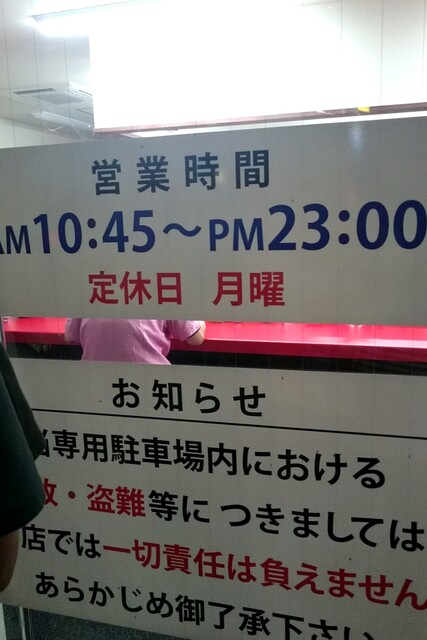 営業時間
AM10:45～PM23:00
定休日 月曜
お知らせ
当専用駐車場内における
故・盗難等につきましては
店では一切責任は負えません
あらかじめ御了承下さい